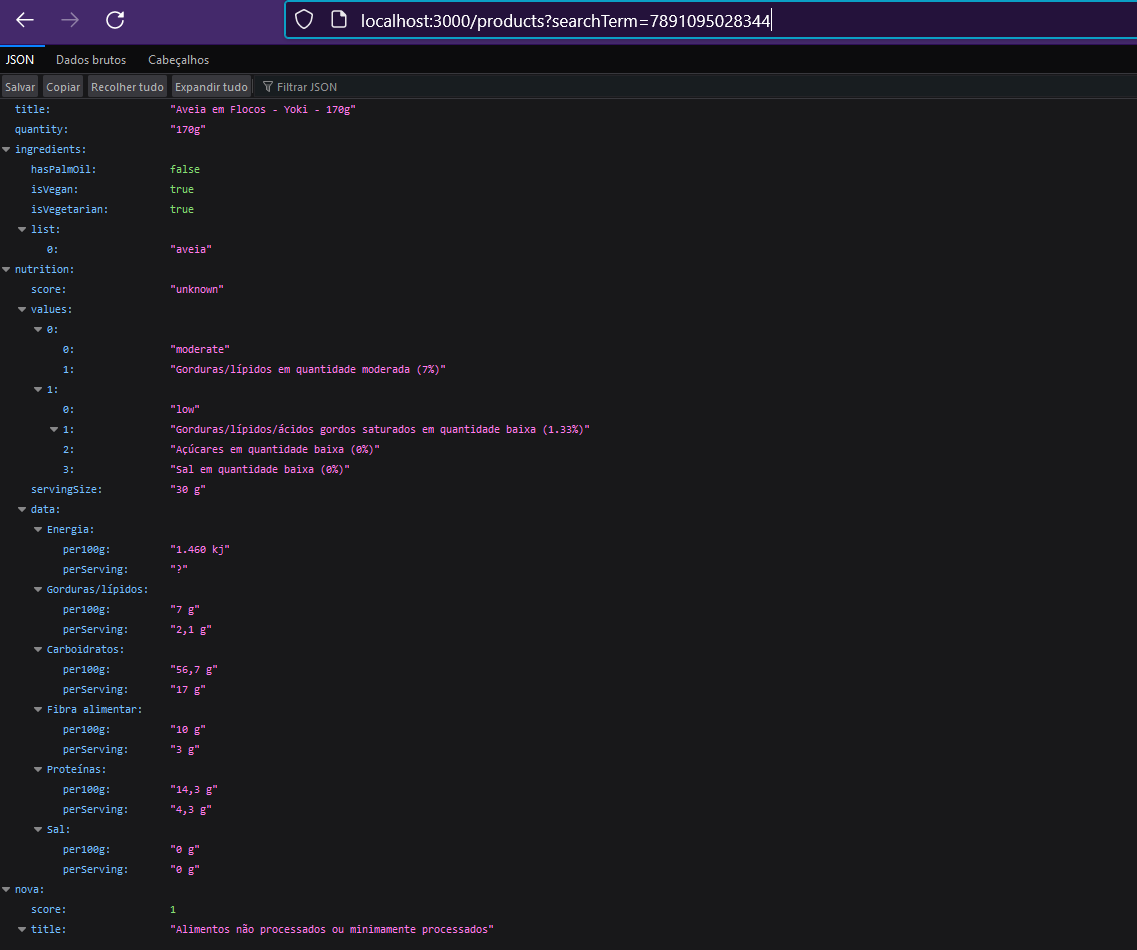 localhost:3000/products?searchTerm=7891095028344
JSON Dados brutos Cabeçalhos
Salvar Copiar Recolher tudo Expandir tudo Filtrar JSON
title: "Aveia em Flocos - Yoki - 170g"
quantity: "170g"
ingredients:
hasPalmOil: false
isVegan: true
isVegetarian: true
list:
0: "aveia"
nutrition:
score: "unknown"
values:
0:
0: "moderate"
1: "Gorduras/lípidos em quantidade moderada (7%)"
1:
0: "low"
1: "Gorduras/lípidos/ácidos gordos saturados em quantidade baixa (1.33%)"
2: "Açúcares em quantidade baixa (0%)"
3: "Sal em quantidade baixa (0%)"
servingSize: "30 g"
data:
Energia:
per100g: "1.460 kj"
perServing: "?"
Gorduras/lípidos:
per100g: "7 g"
perServing: "2,1 g"
Carboidratos:
per100g: "56,7 g"
perServing: "17 g"
Fibra alimentar:
per100g: "10 g"
perServing: "3 g"
Proteínas:
per100g: "14,3 g"
perServing: "4,3 g"
Sal:
per100g: "0 g"
perServing: "0 g"
nova:
score: 1
title: "Alimentos não processados ou minimamente processados"